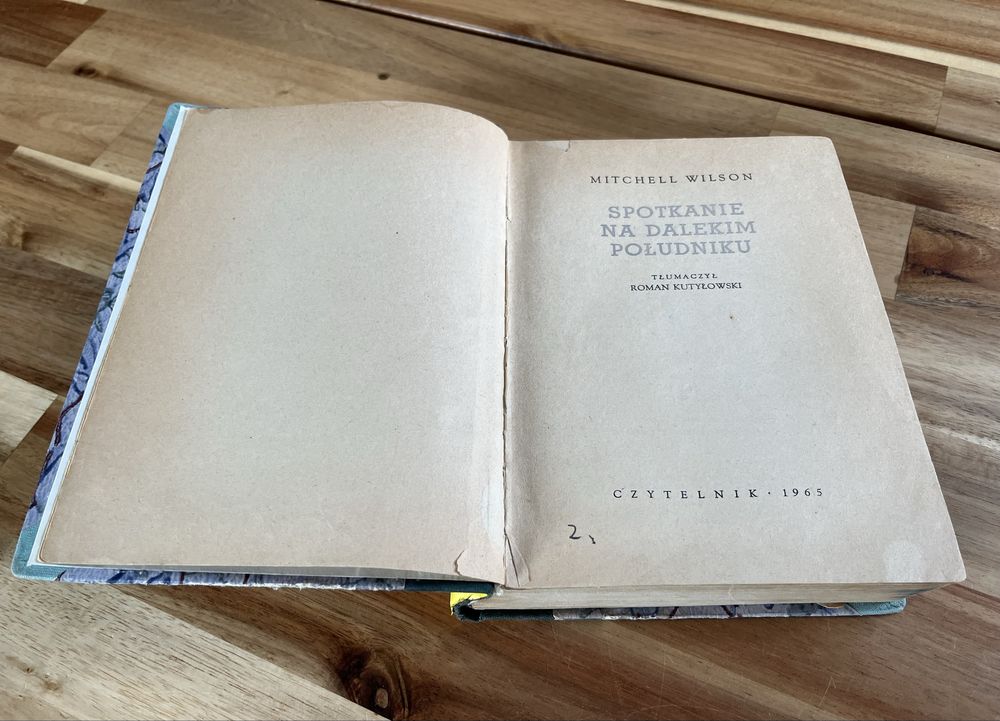 MITCHELL WILSON
SPOTKANIE
NA DALEKIM
POŁUDNIKU
TŁUMACZYŁ
ROMAN KUTYŁOWSKI
CZYTELNIK · 1965
2,